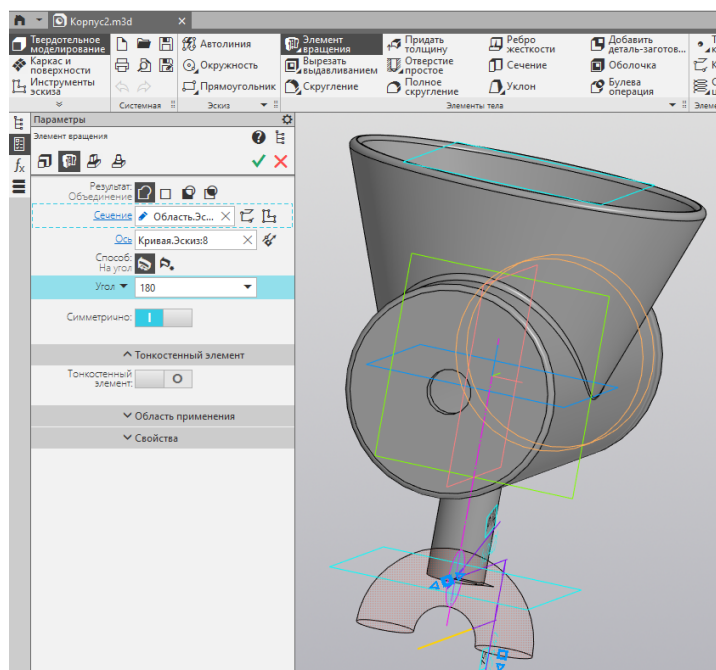 Корпус2.m3d
Твердотельное моделирование
Каркас и поверхности
Инструменты эскиза
Системная
Автолиния
Окружность
Прямоугольник
Эскиз
Элемент вращения
Вырезать выдавливанием
Скругление
Придать толщину
Отверстие простое
Полное скругление
Ребро жесткости
Сечение
Уклон
Добавить деталь-заготов...
Оболочка
Булева операция
Элементы тела
Параметры
Элемент вращения
Результат:
Объединение
Сечение Область.Эс...
Ось Кривая.Эскиз:8
Способ:
На угол
Угол 180
Симметрично:
Тонкостенный элемент
Тонкостенный
элемент:
Область применения
Свойства